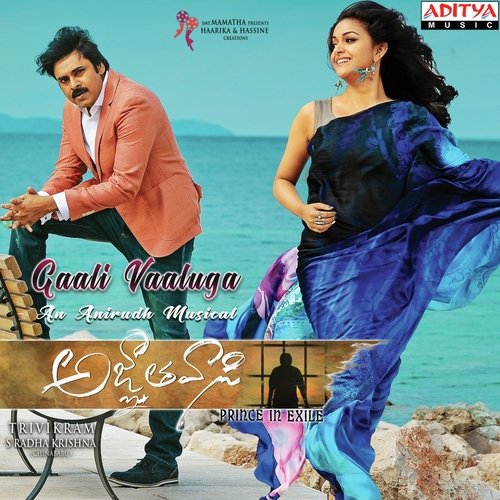 SMT. MAMATHA PRESENTS
HAARIKA & HASSINE
CREATIONS
ADITYA
MUSIC
Gaali Vaaluga
An Anirudh Musical
అజ్ఞాతవాసి
PRINCE IN EXILE
TRIVIKRAM
S RADHA KRISHNA
(CHINABABU)